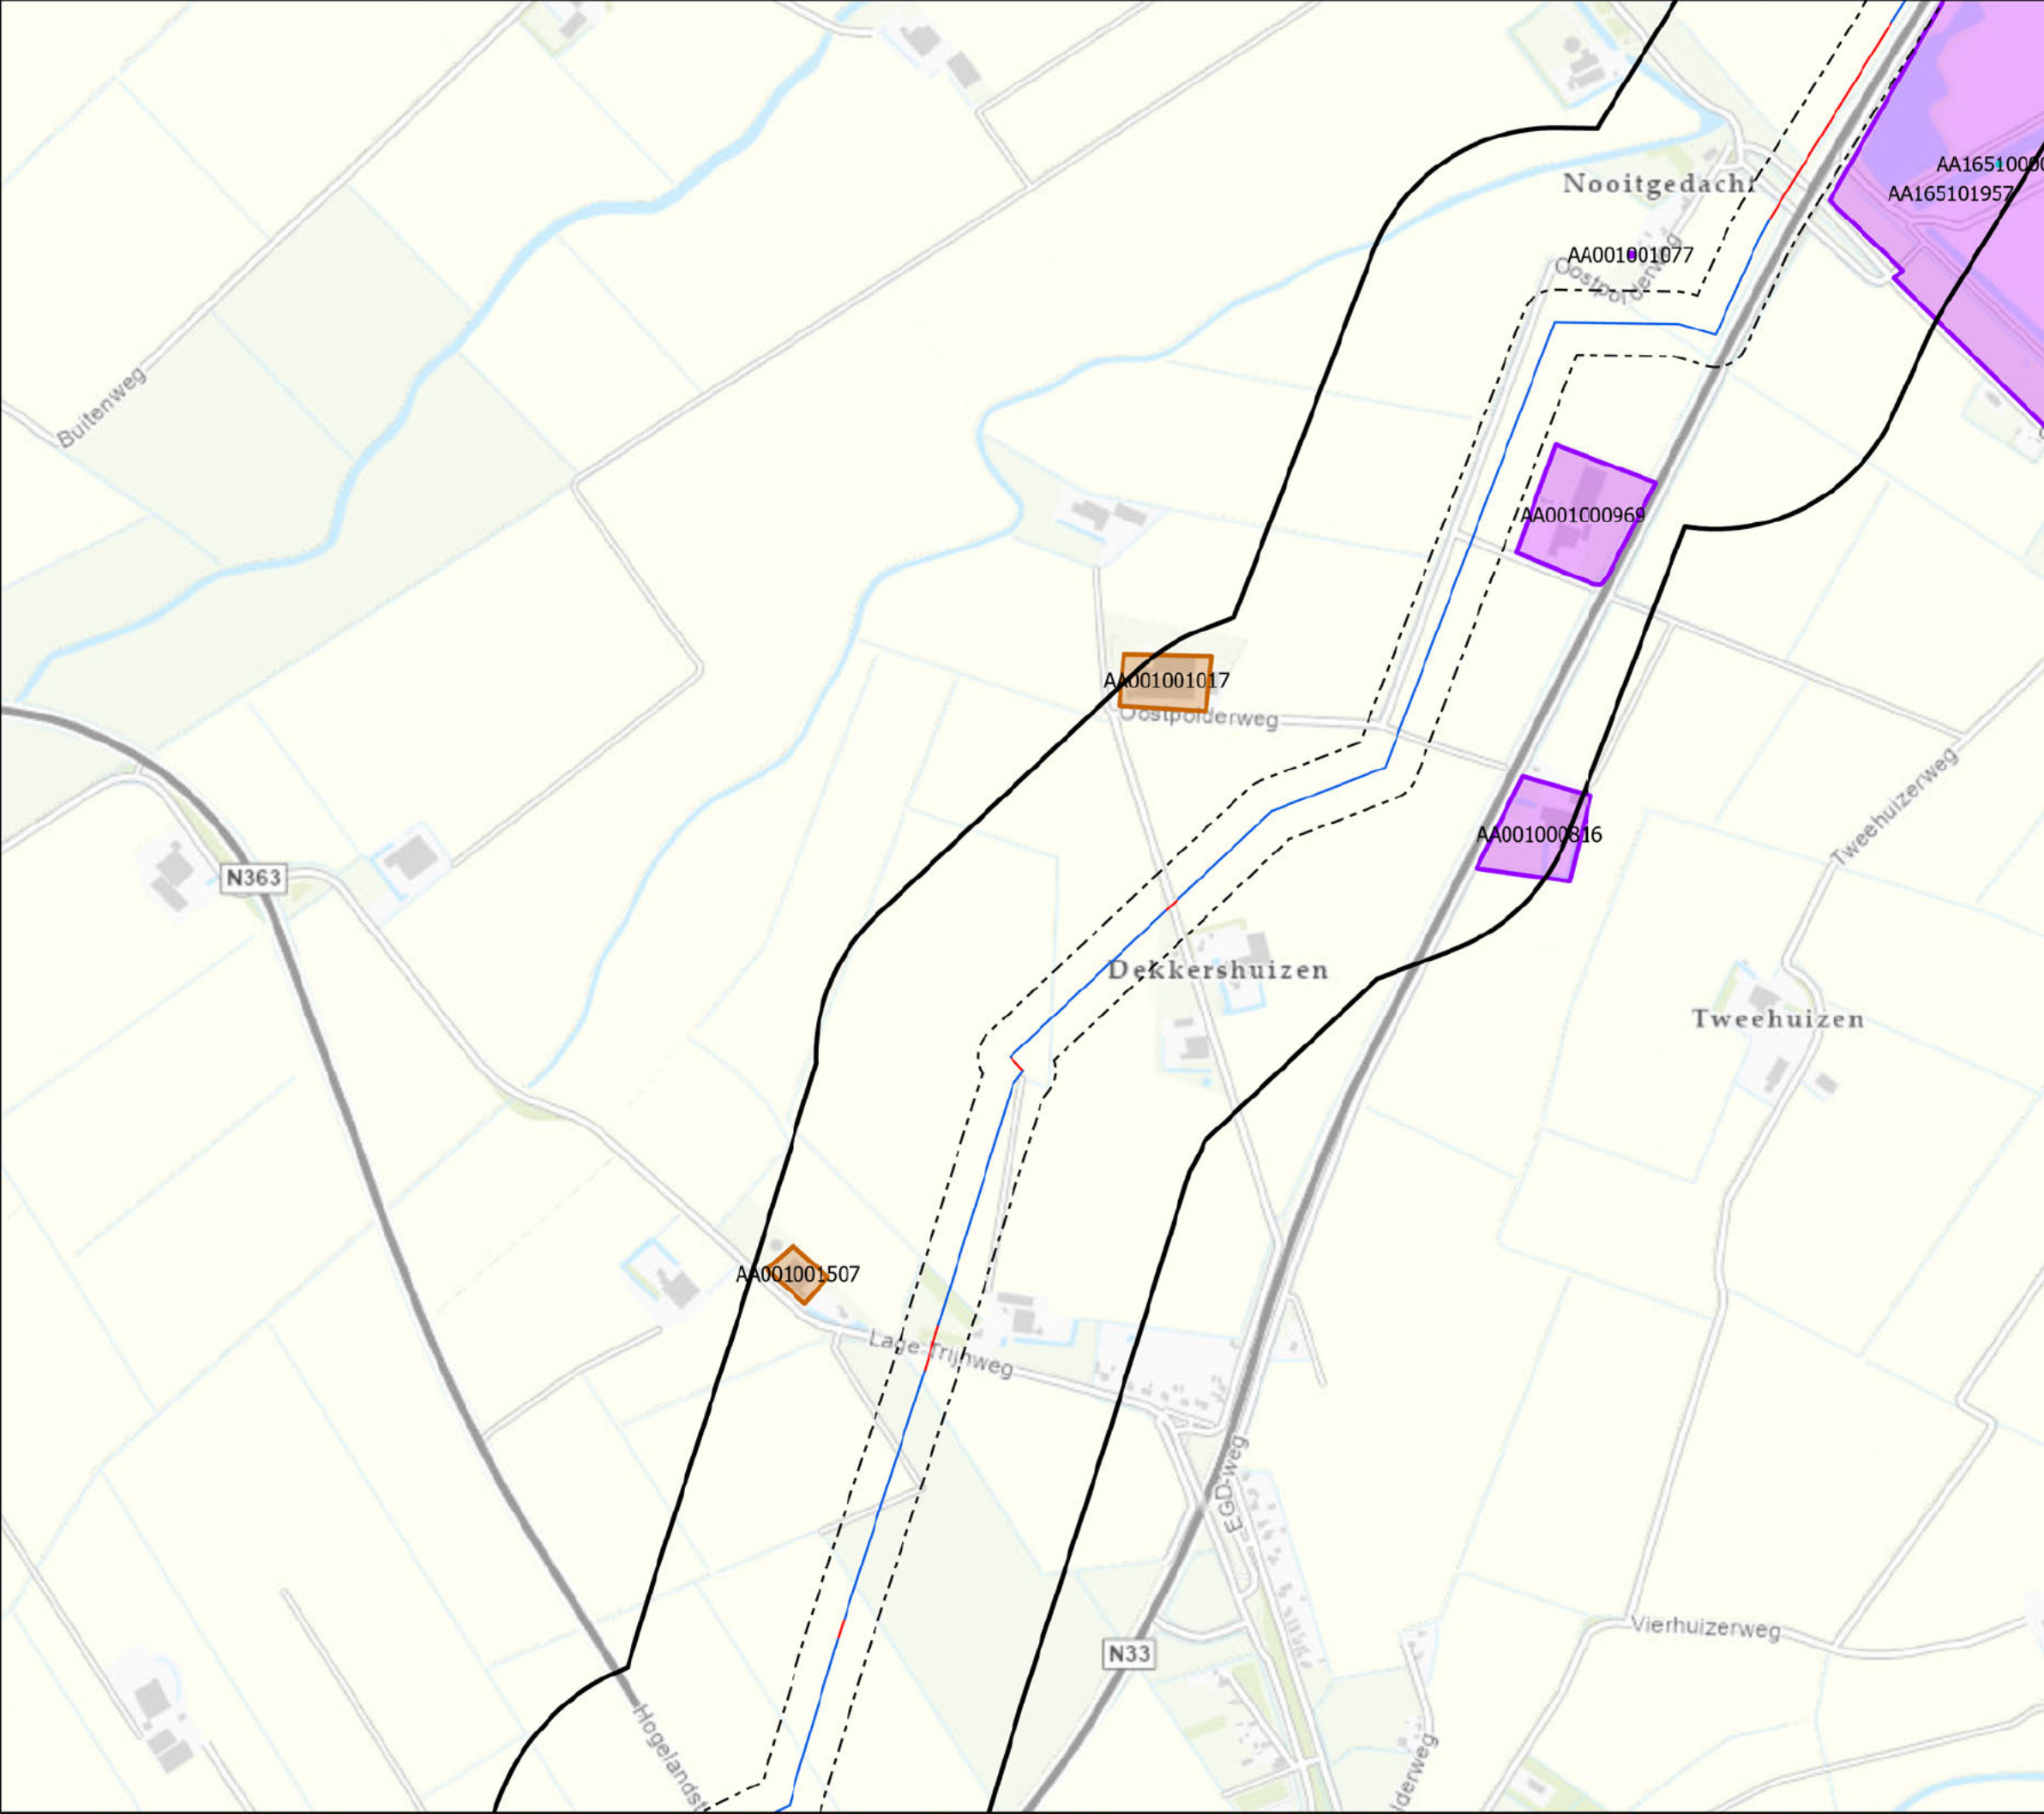 AA16510000
Nooitgedacht
AA165101957
AA001001077
Oostpolderweg
Buitenweg
AA001000969
AA001001017
Oostpolderweg
Tweehuizerweg
AA001000816
N363
Dekkershuizen
Tweehuizen
AA001001507
Lage Trijnweg
EGD-weg
Vierhuizerweg
N33
Hogelandst
lderweg